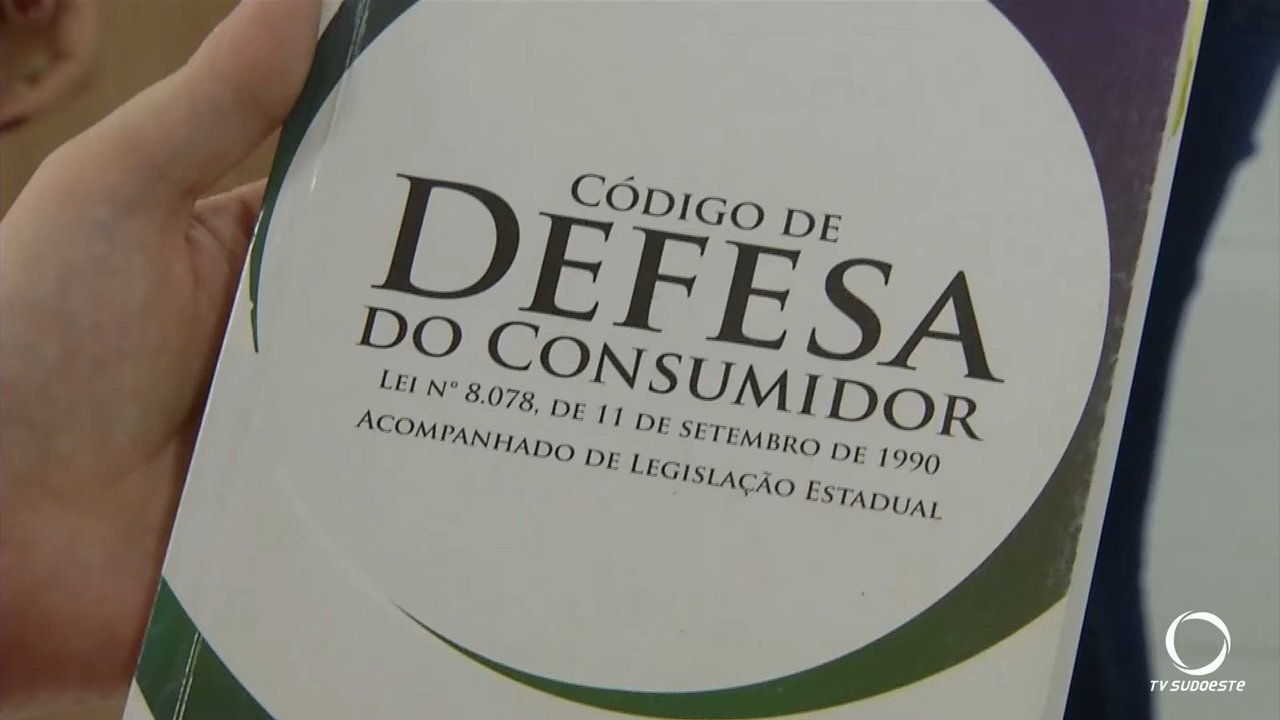 CÓDIGO DE
DEFESA
DO CONSUMIDOR
LEI Nº 8.078, DE 11 DE SETEMBRO DE 1990
ACOMPANHADO DE LEGISLAÇÃO ESTADUAL
TV SUDOESTE